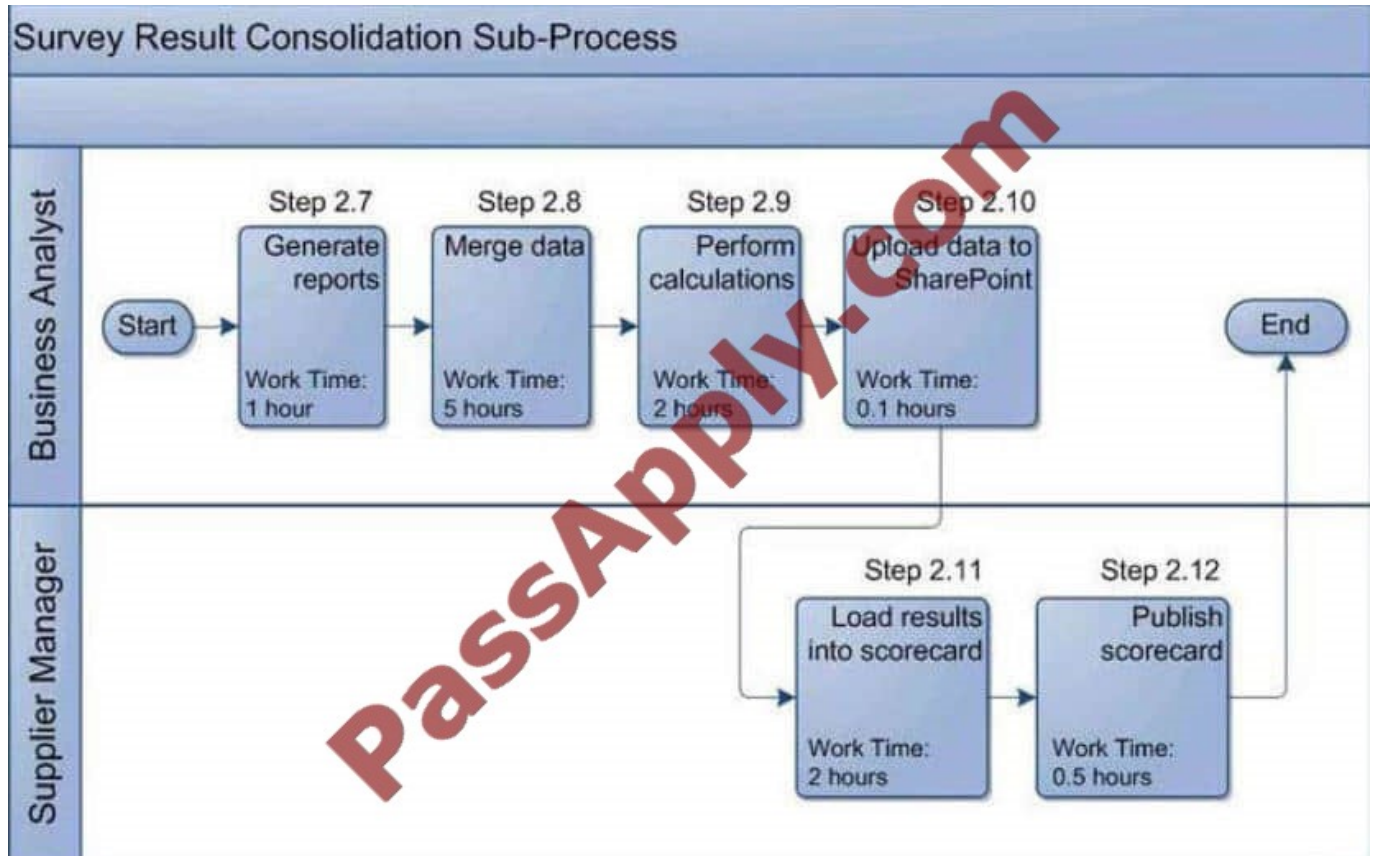 Survey Result Consolidation Sub-Process
Business Analyst
Start
Step 2.7
Generate
reports
Work Time:
1 hour
Step 2.8
Merge data
Work Time:
5 hours
Step 2.9
Perform
calculations
Work Time:
2 hours
Step 2.10
Upload data to
SharePoint
Work Time:
0.1 hours
End
Supplier Manager
Step 2.11
Load results
into scorecard
Work Time:
2 hours
Step 2.12
Publish
scorecard
Work Time:
0.5 hours
PassApply.com